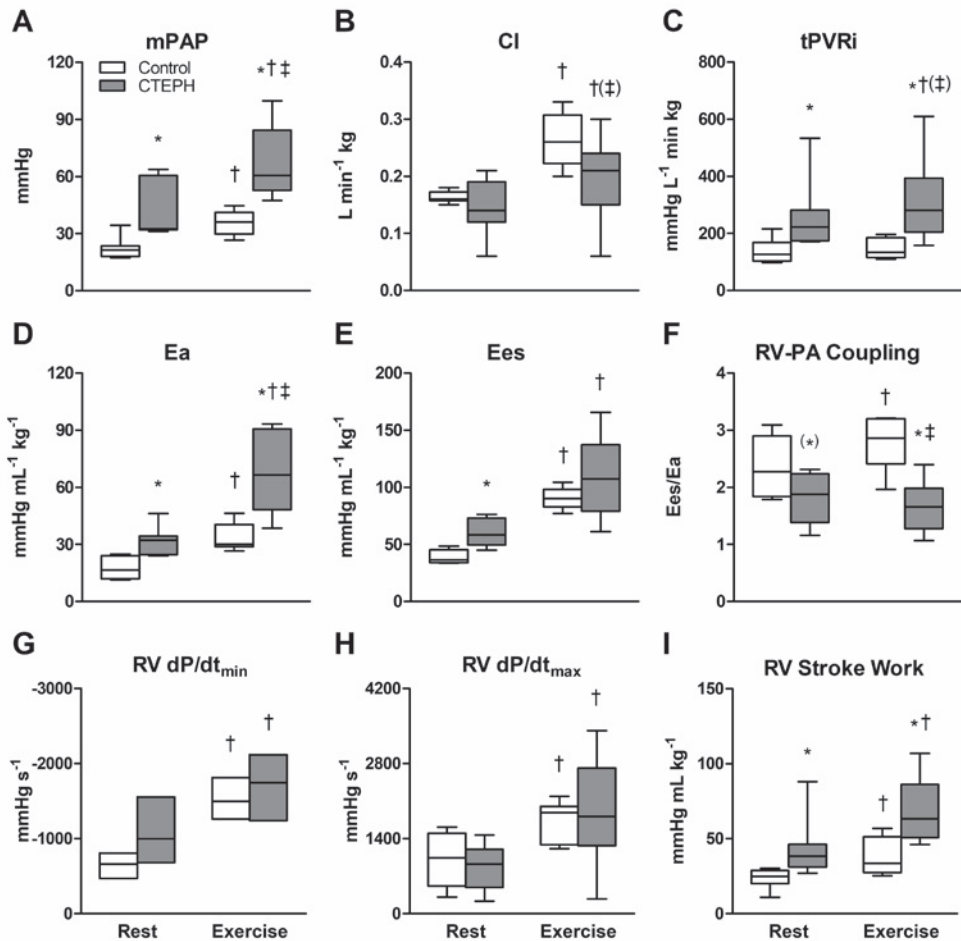 A
mPAP
120
90
60
30
0
mmHg
Control
CTEPH
*
†
*†‡
B
CI
0.4
0.3
0.2
0.1
0.0
L min⁻¹ kg
†
†(‡)
C
tPVRi
800
600
400
200
0
mmHg L⁻¹ min kg
*
*†(‡)
D
Ea
120
90
60
30
0
mmHg mL⁻¹ kg⁻¹
*
†
*†‡
E
Ees
200
150
100
50
0
mmHg mL⁻¹ kg⁻¹
*
†
†
F
RV-PA Coupling
4
3
2
1
0
Ees/Ea
(*)
†
*‡
G
RV dP/dtmin
-3000
-2000
-1000
0
mmHg s⁻¹
†
†
Rest Exercise
H
RV dP/dtmax
4200
2800
1400
0
mmHg s⁻¹
†
†
Rest Exercise
I
RV Stroke Work
150
100
50
0
mmHg mL kg⁻¹
*
†
*†
Rest Exercise